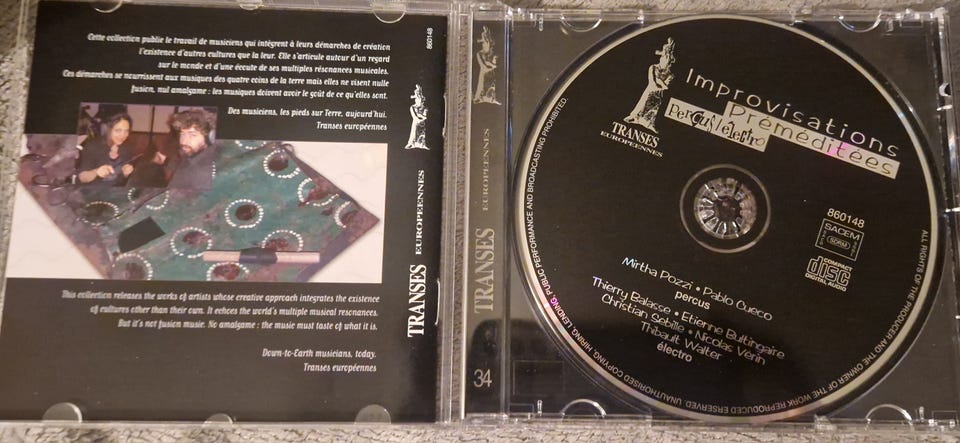 Cette collection publie le travail de musiciens qui intègrent à leurs démarches de création
l'existence d'autres cultures que la leur. Elle s'articule autour d'un regard
sur le monde et d'une écoute de ses multiples résonances musicales.
Ces démarches se nourrissent aux musiques des quatre coins de la terre mais elles ne visent nulle
fusion, nul amalgame : les musiques doivent avoir le goût de ce qu'elles sont.
Des musiciens, les pieds sur Terre, aujourd'hui.
Transes européennes
This collection releases the works of artists whose creative approach integrates the existence
of cultures other than their own. It echoes the world's multiple musical resonances.
But it's not fusion music. No amalgame : the music must taste of what it is.
Down-to-Earth musicians, today.
Transes européennes
860148
TRANSES EUROPEENNES
TRANSES EUROPEENNES
34
TRANSES
EUROPEENNES
Improvisations
Préméditées
Percus/électro
860148
SACEM
SDRM
COMPACT
disc
DIGITAL AUDIO
Mirtha Pozzi • Pablo Cueco
percus
Thierry Balasse • Etienne Bultingaire
Christian Sebille • Nicolas Vérin
Thibault Walter
électro
ALL RIGHTS OF THE PRODUCER AND THE OWNER OF THE WORK REPRODUCED ERSERVED. UNAUTHORISED COPYING, HIRING, LENDING, PUBLIC PERFORMANCE AND BROADCASTING PROHIBITED.